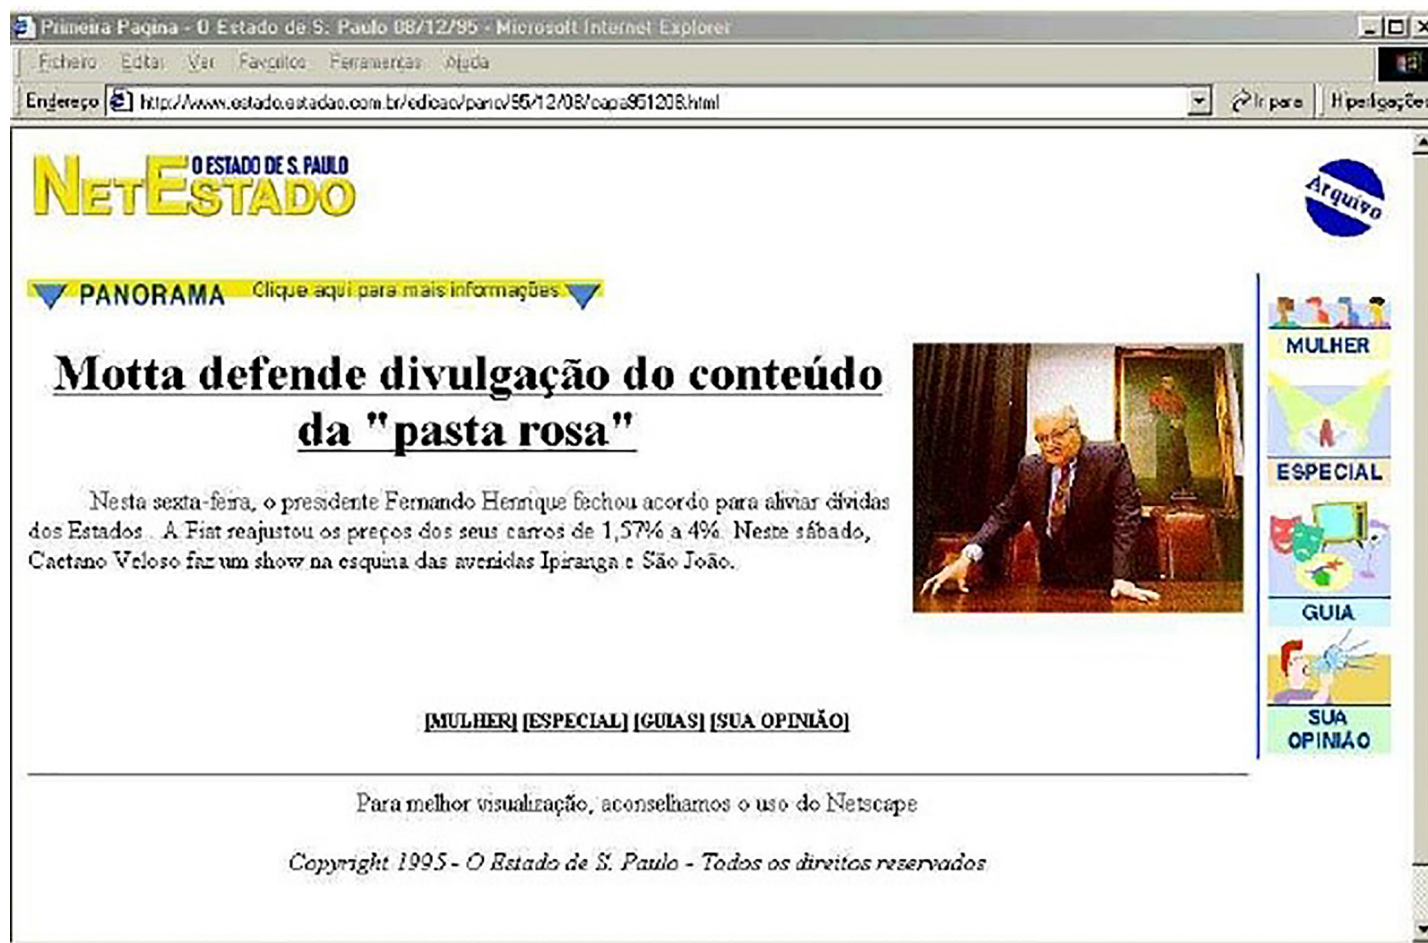 Primeira Pagina - O Estado de S. Paulo 08/12/95 - Microsoft Internet Explorer
Ficheiro Editar Ver Favoritos Ferramentas Ajuda
Endereço http://www.estado.estadao.com.br/edicao/pano/95/12/08/capa951208.html Ir para Hiperligações
O ESTADO DE S. PAULO
NETESTADO
Arquivo
PANORAMA Clique aqui para mais informações
Motta defende divulgação do conteúdo
da "pasta rosa"
Nesta sexta-feira, o presidente Fernando Henrique fechou acordo para aliviar dívidas
dos Estados . A Fiat reajustou os preços dos seus carros de 1,57% a 4%. Neste sábado,
Caetano Veloso faz um show na esquina das avenidas Ipiranga e São João.
MULHER
ESPECIAL
GUIA
SUA
OPINIÃO
[MULHER] [ESPECIAL] [GUIAS] [SUA OPINIÃO]
Para melhor visualização, aconselhamos o uso do Netscape
Copyright 1995 - O Estado de S. Paulo - Todos os direitos reservados